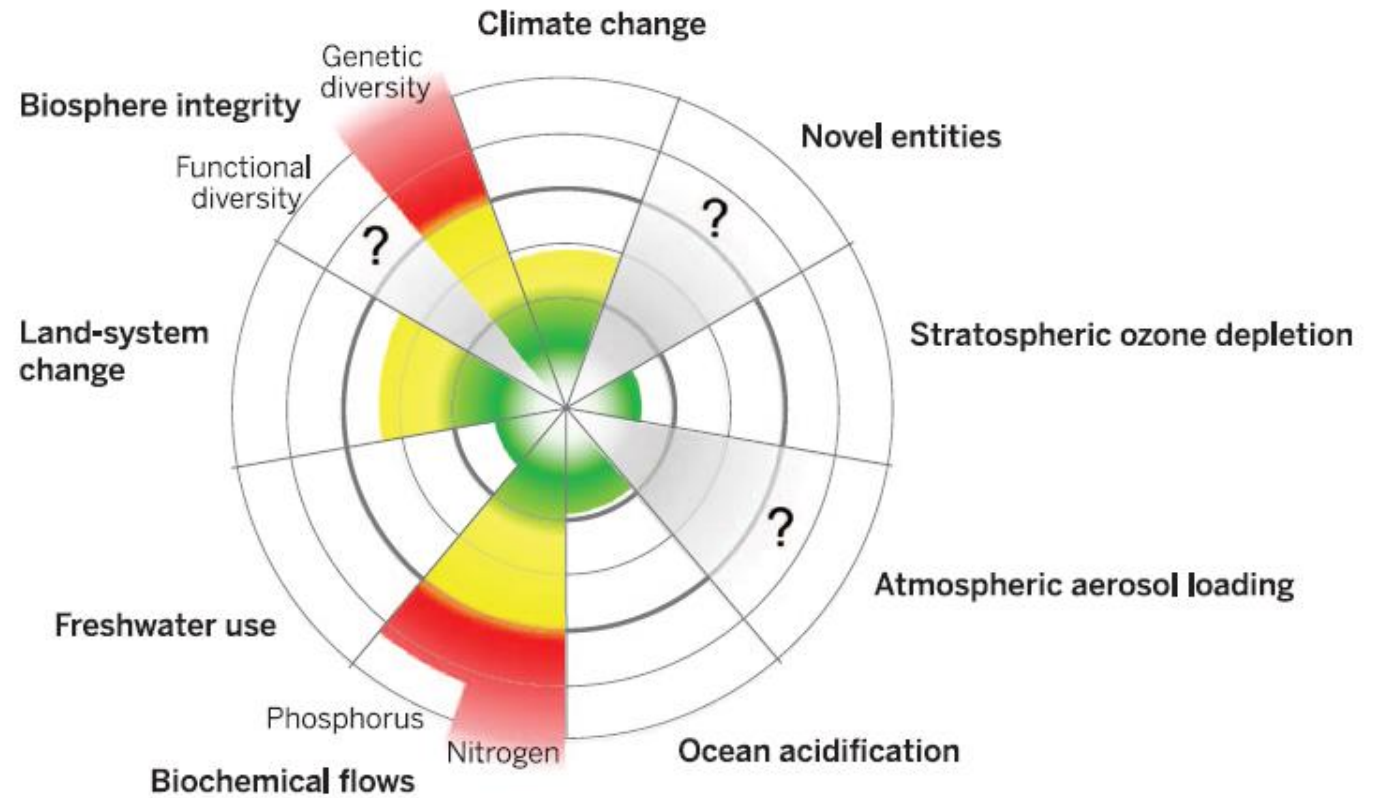 Climate change
Genetic
diversity
Biosphere integrity
Novel entities
Functional
diversity
?
?
Land-system
change
Stratospheric ozone depletion
?
Atmospheric aerosol loading
Freshwater use
Phosphorus
Nitrogen
Ocean acidification
Biochemical flows